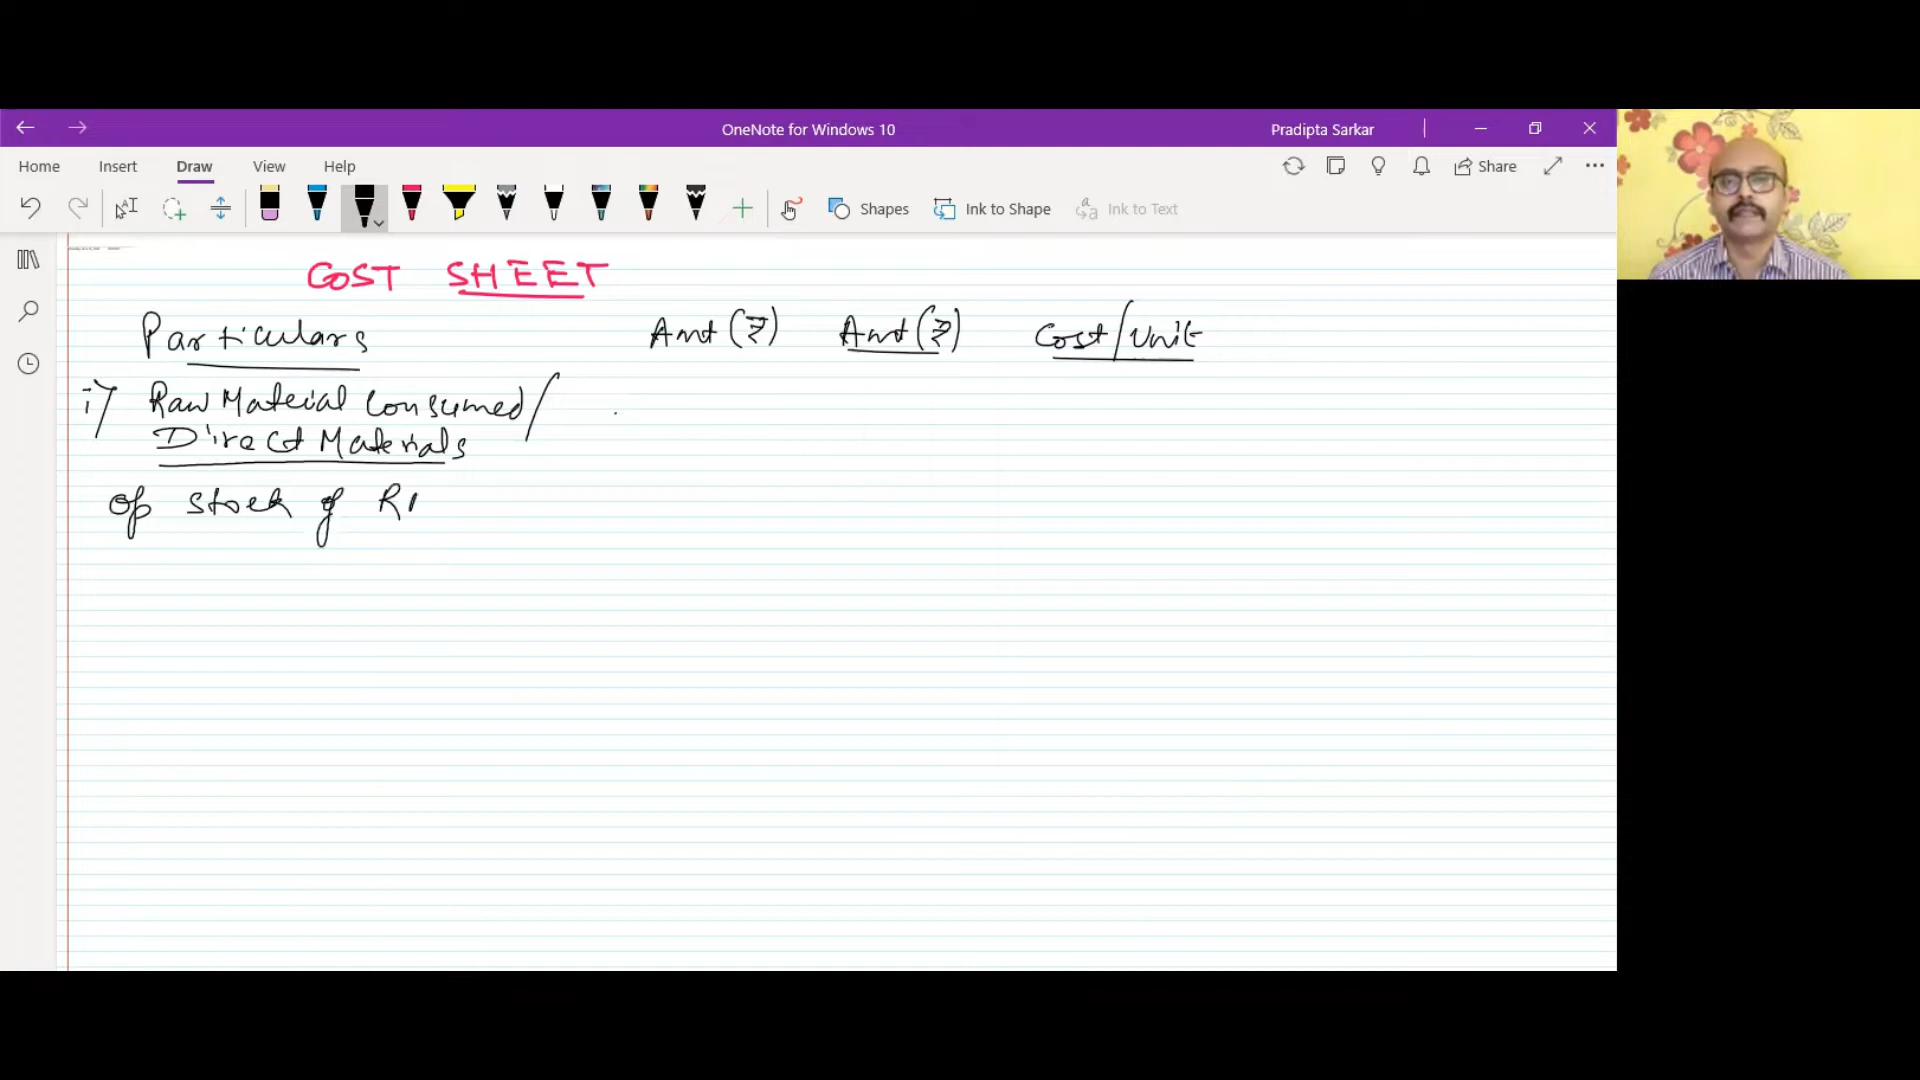 OneNote for Windows 10
Pradipta Sarkar
Home Insert Draw View Help
Share
Shapes Ink to Shape Ink to Text
COST SHEET
Particulars Amt (₹) Amt (₹) Cost/Unit
i) Raw Material Consumed/
Direct Materials
Op stock of R